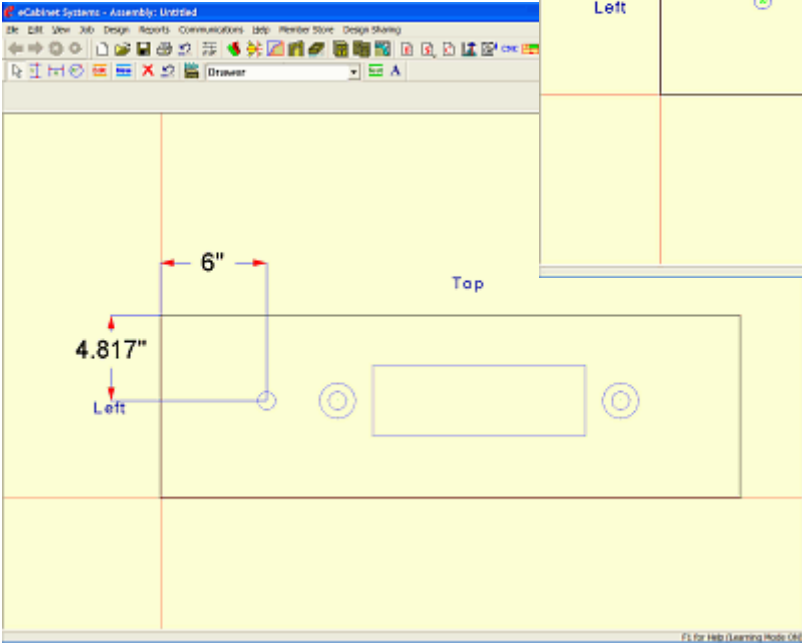 eCabinet Systems - Assembly: Untitled
File Edit View Job Design Reports Communications Help Member Store Design Sharing
CNC
Drawer
A
Left
6"
Top
4.817"
Left
F1 for Help (Learning Mode ON)